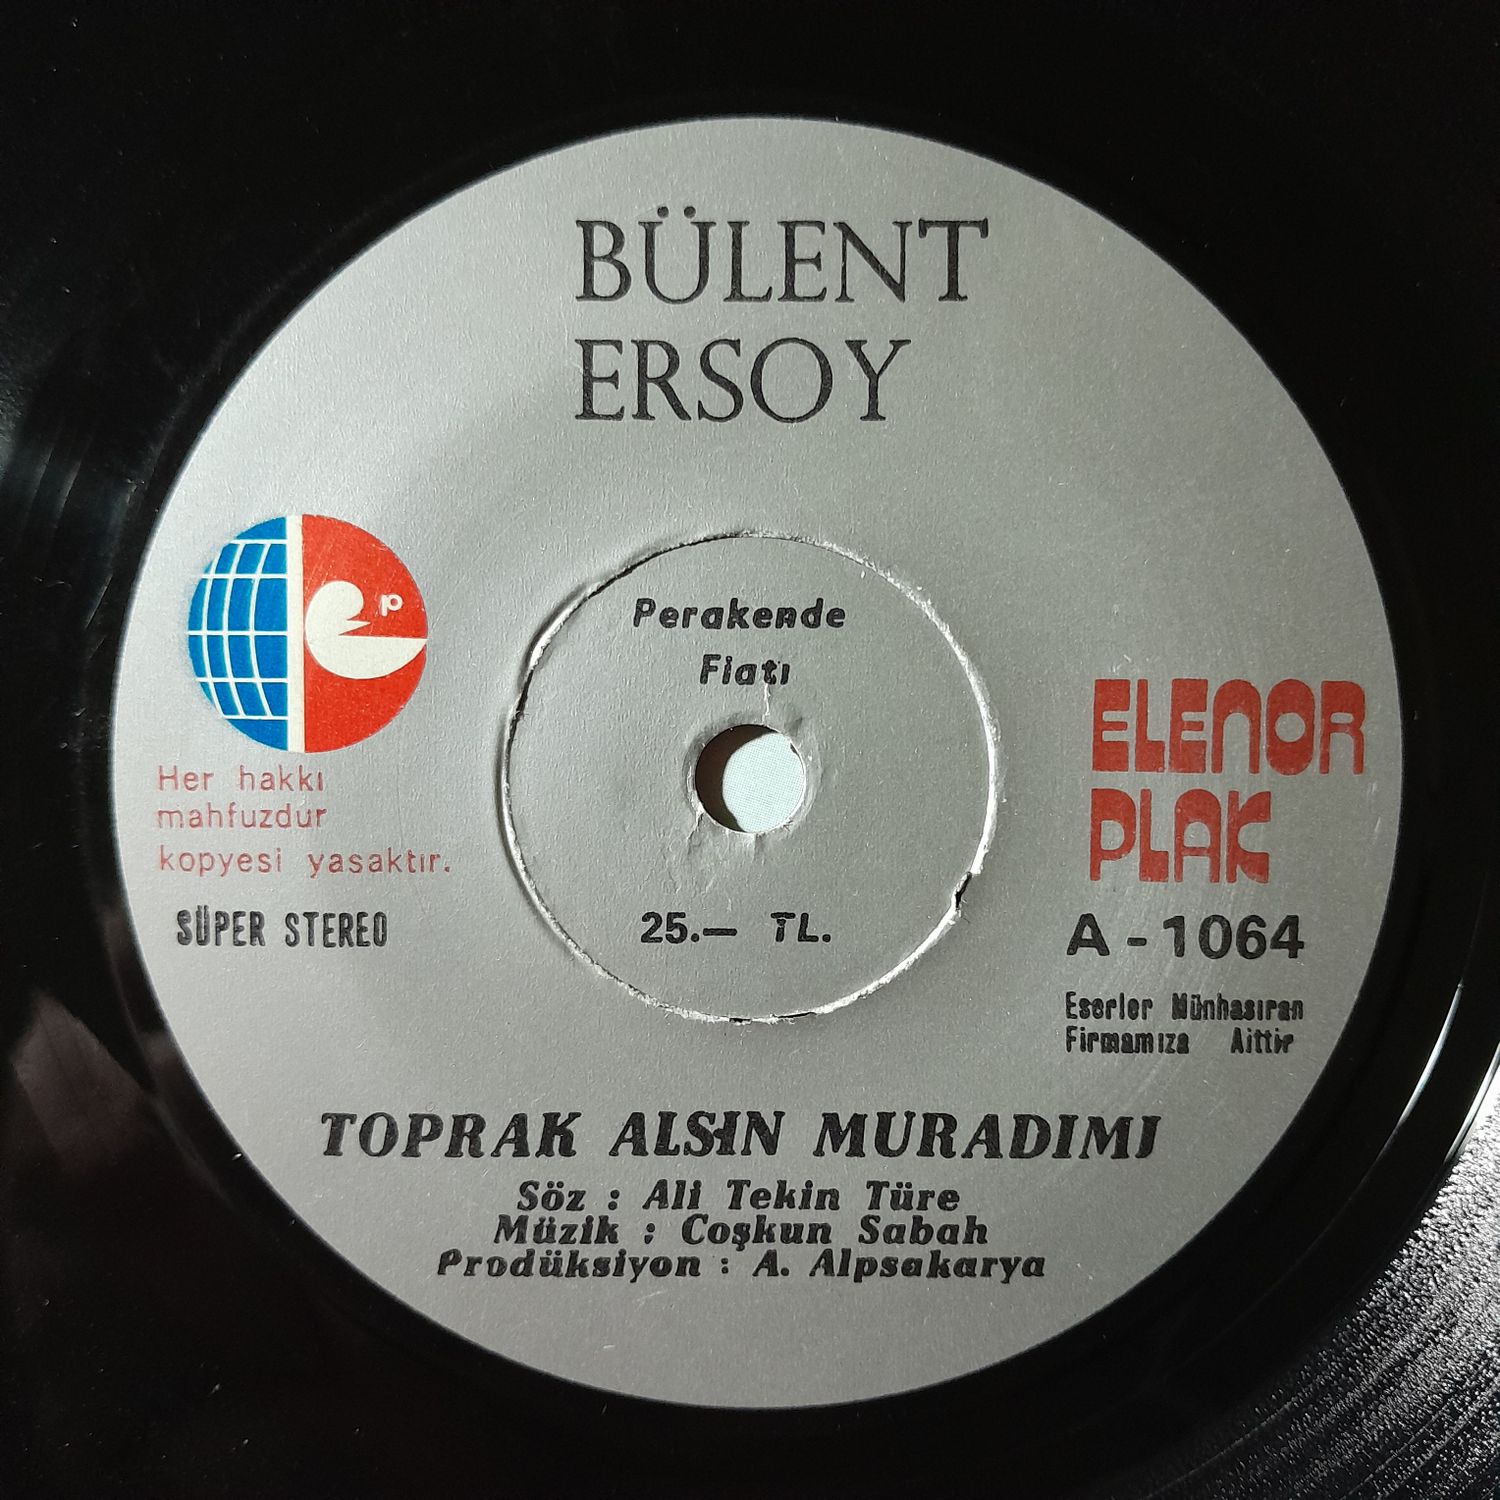 BÜLENT
ERSOY
Perakende
Fiatı
25.— TL.
ep
Her hakkı
mahfuzdur
kopyesi yasaktır.
SÜPER STEREO
ELENOR
PLAK
A - 1064
Eserler Münhasıran
Firmamıza Aittir
TOPRAK ALSIN MURADIMI
Söz : Ali Tekin Türe
Müzik : Coşkun Sabah
Prodüksiyon : A. Alpsakarya